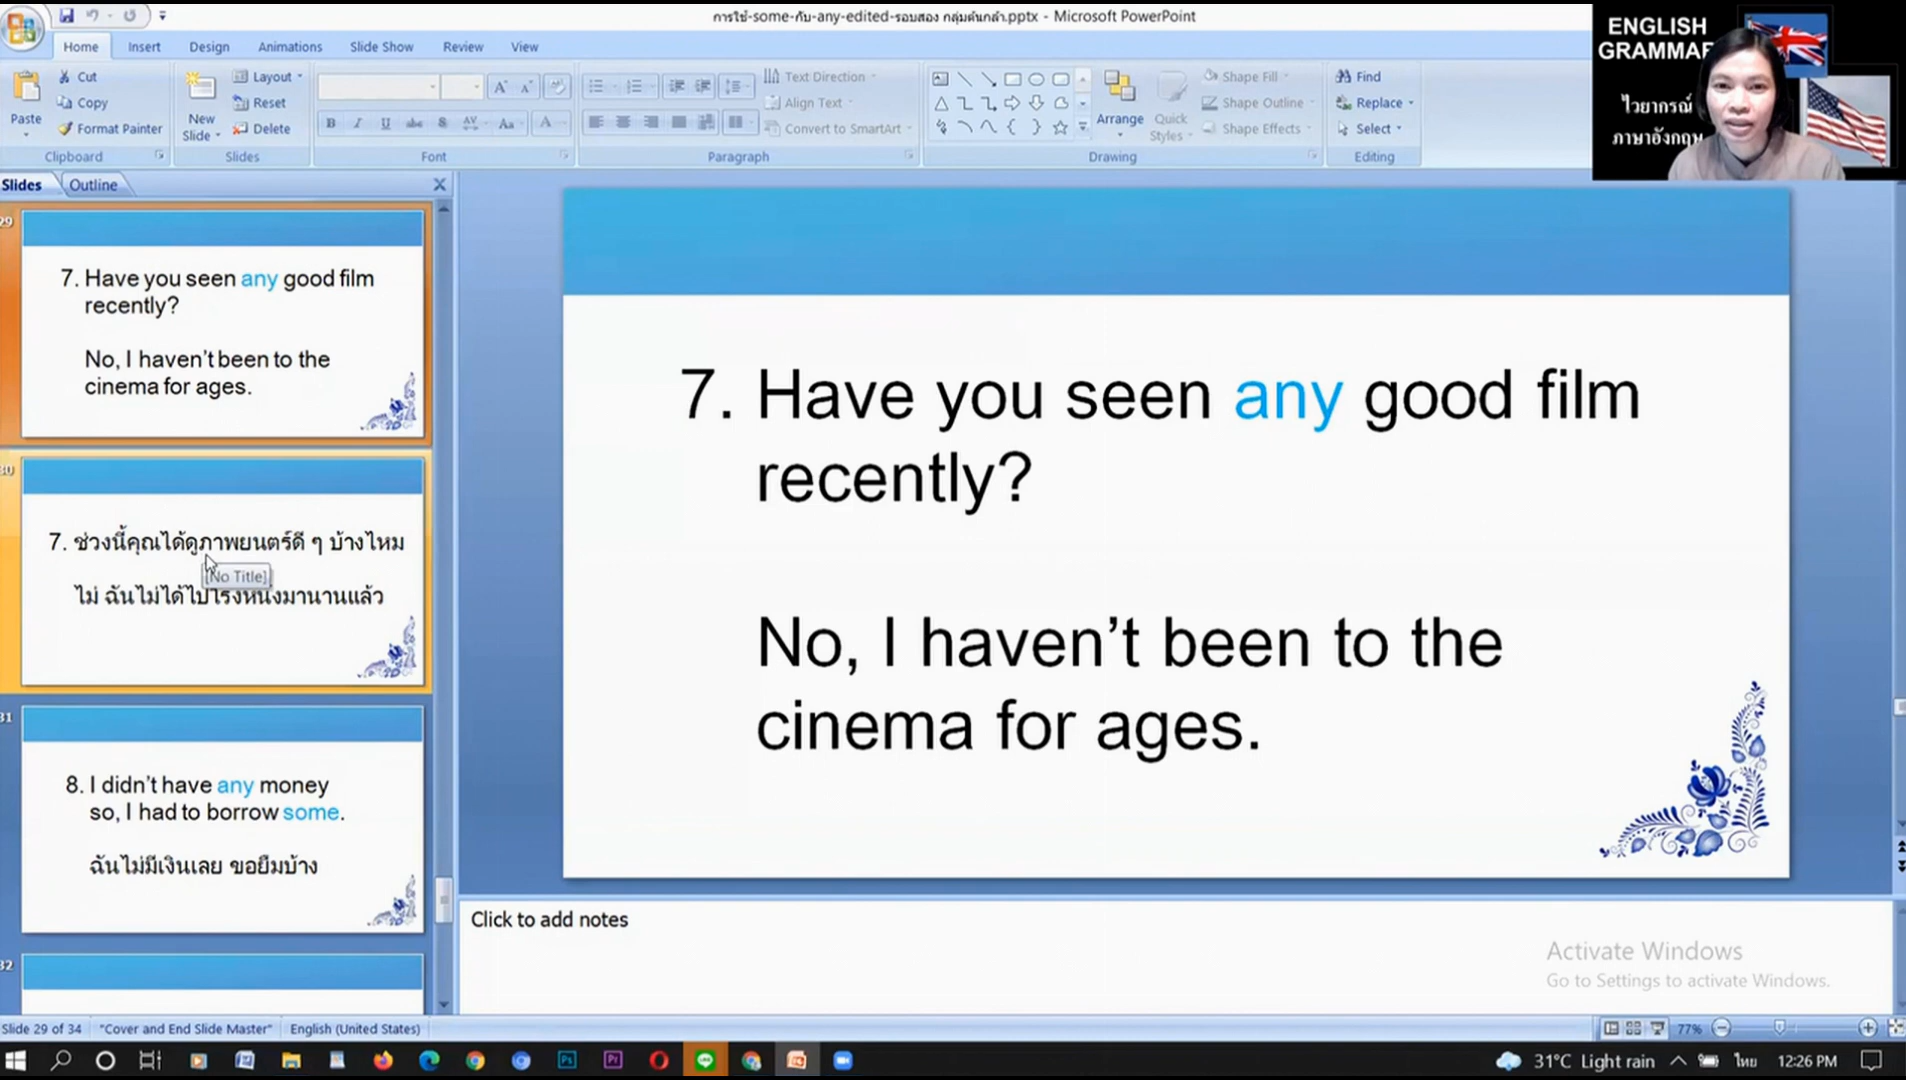 การใช้-some-กับ-any-edited-รอบสอง กลุ่มต้นกล้า.pptx - Microsoft PowerPoint
Home Insert Design Animations Slide Show Review View
Paste
Cut
Copy
Format Painter
Clipboard
New Slide
Layout
Reset
Delete
Slides
Font
Text Direction
Align Text
Convert to SmartArt
Paragraph
Arrange
Quick Styles
Shape Fill
Shape Outline
Shape Effects
Drawing
Find
Replace
Select
Editing
ENGLISH
GRAMMAR
ไวยากรณ์
ภาษาอังกฤษ
Slides Outline
29
7. Have you seen any good film
recently?
No, I haven't been to the
cinema for ages.
30
7. ช่วงนี้คุณได้ดูภาพยนตร์ดี ๆ บ้างไหม
[No Title]
ไม่ ฉันไม่ได้ไปโรงหนังมานานแล้ว
31
8. I didn't have any money
so, I had to borrow some.
ฉันไม่มีเงินเลย ขอยืมบ้าง
32
7. Have you seen any good film
recently?
No, I haven't been to the
cinema for ages.
Click to add notes
Activate Windows
Go to Settings to activate Windows.
Slide 29 of 34 "Cover and End Slide Master" English (United States)
77%
31°C Light rain ไทย 12:26 PM